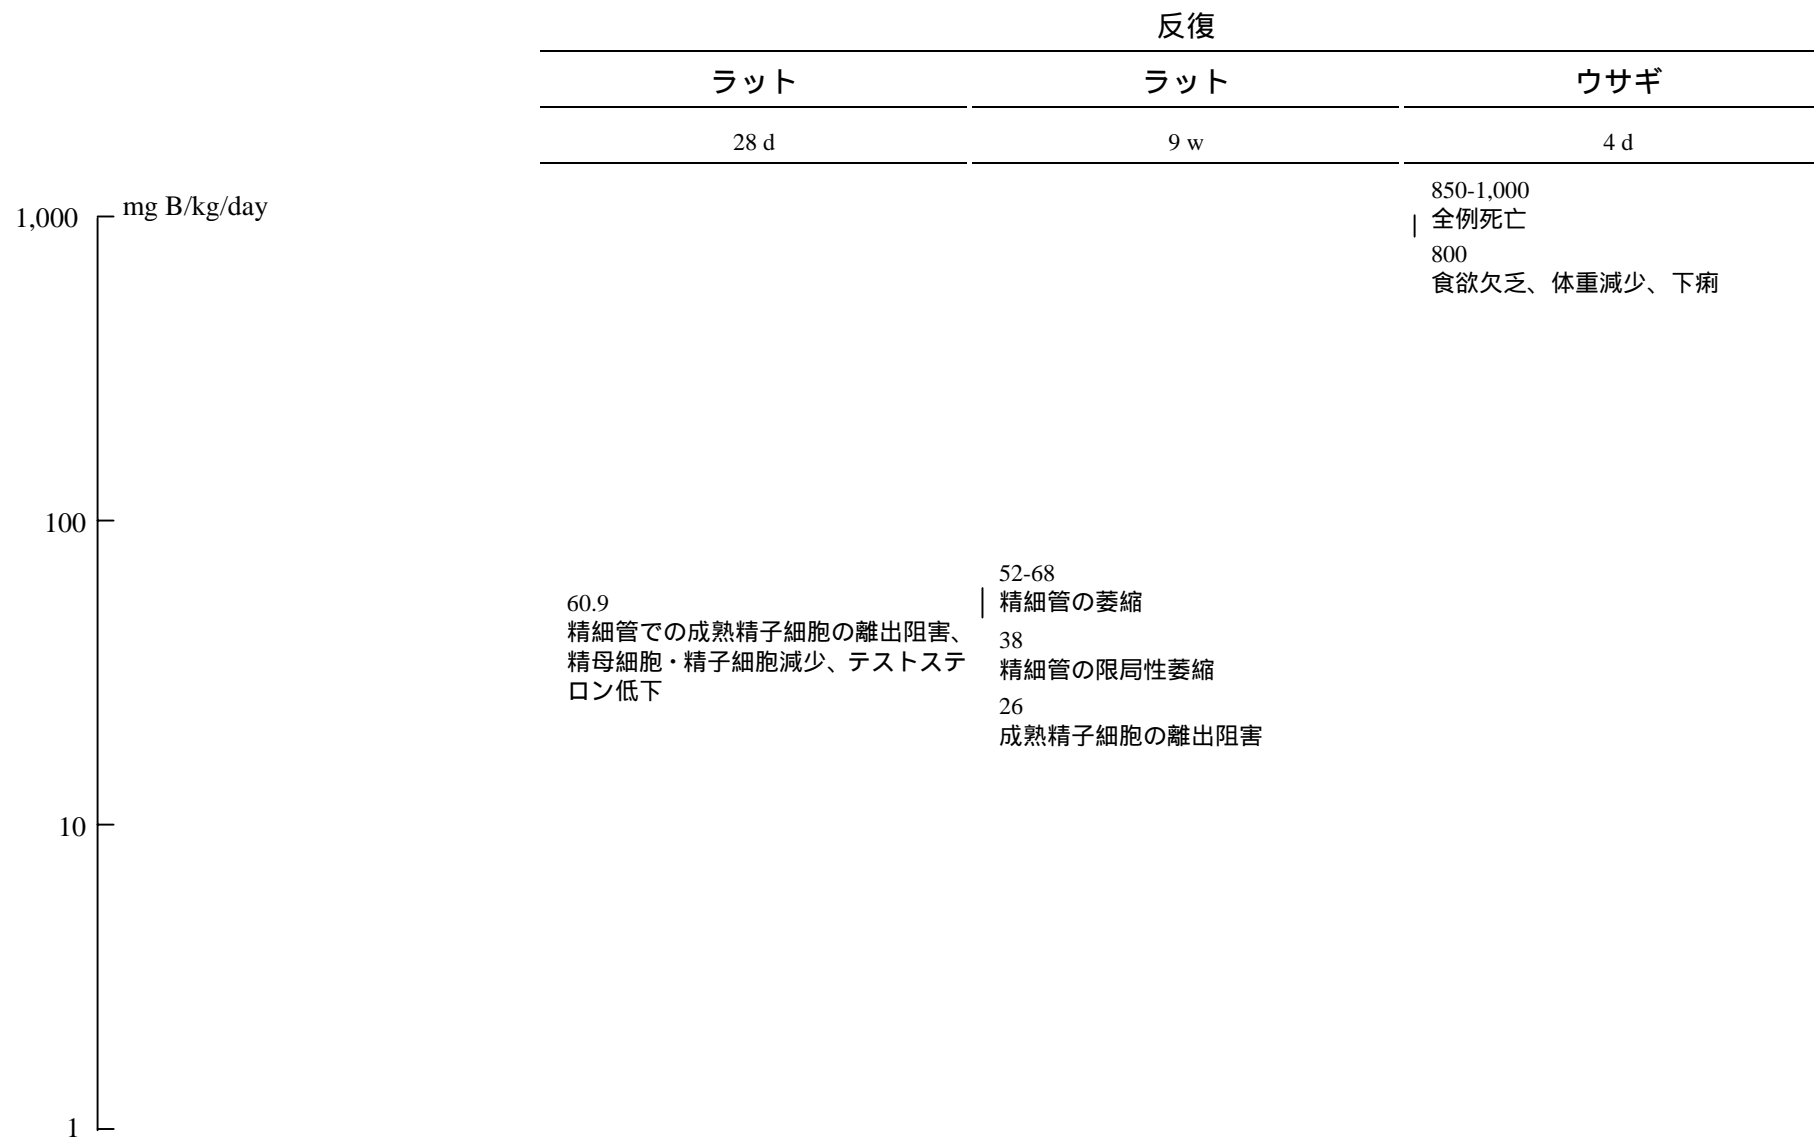 反復
ラット
ラット
ウサギ
28 d
9 w
4 d
1,000
mg B/kg/day
100
10
1
60.9
精細管での成熟精子細胞の離出阻害、
精母細胞・精子細胞減少、テストステ
ロン低下
52-68
精細管の萎縮
38
精細管の限局性萎縮
26
成熟精子細胞の離出阻害
850-1,000
全例死亡
800
食欲欠乏、体重減少、下痢